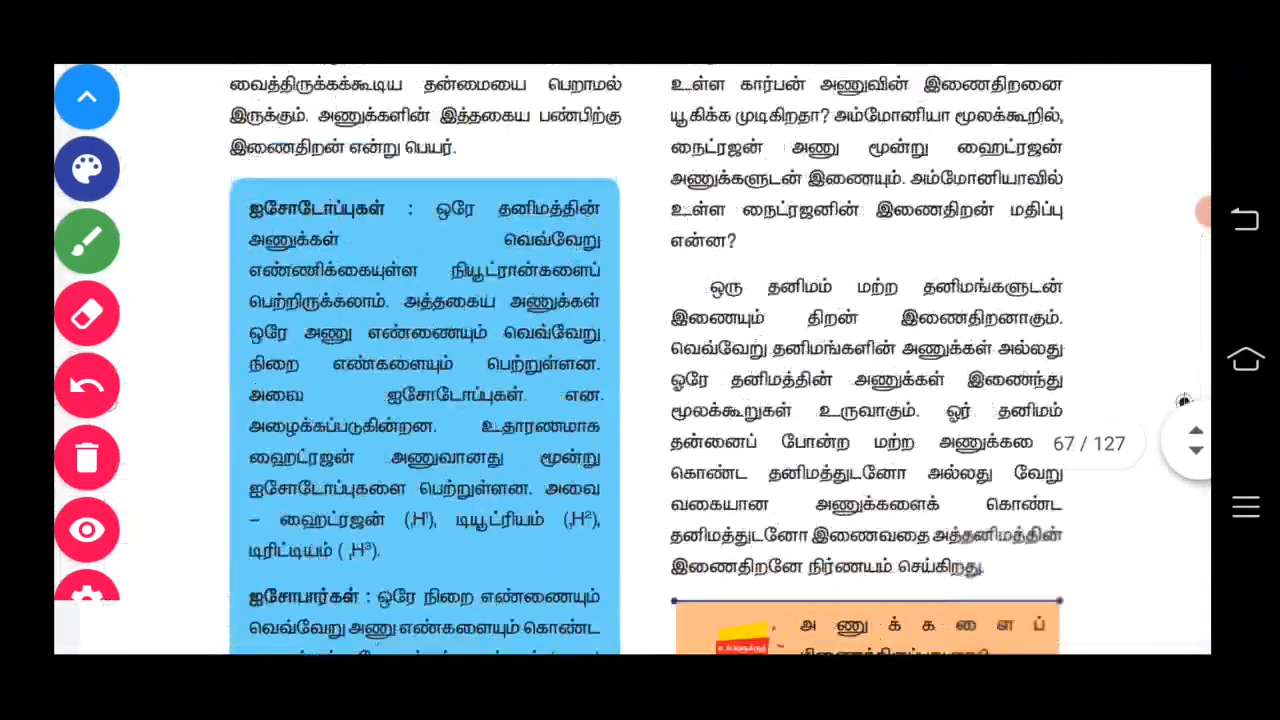 வைத்திருக்கக்கூடிய தன்மையை பெறாமல்
இருக்கும். அணுக்களின் இத்தகைய பண்பிற்கு
இணைதிறன் என்று பெயர்.
ஐசோடோப்புகள் : ஒரே தனிமத்தின்
அணுக்கள் வெவ்வேறு
எண்ணிக்கையுள்ள நியூட்ரான்களைப்
பெற்றிருக்கலாம். அத்தகைய அணுக்கள்
ஒரே அணு எண்ணையும் வெவ்வேறு
நிறை எண்களையும் பெற்றுள்ளன.
அவை ஐசோடோப்புகள் என
அழைக்கப்படுகின்றன. உதாரணமாக
ஹைட்ரஜன் அணுவானது மூன்று
ஐசோடோப்புகளை பெற்றுள்ளன. அவை
– ஹைட்ரஜன் (₁H¹), டியூட்ரியம் (₁H²),
டிரிட்டியம் ( ₁H³).
ஐசோபார்கள் : ஒரே நிறை எண்ணையும்
வெவ்வேறு அணு எண்களையும் கொண்ட
உள்ள கார்பன் அணுவின் இணைதிறனை
யூகிக்க முடிகிறதா? அம்மோனியா மூலக்கூறில்,
நைட்ரஜன் அணு மூன்று ஹைட்ரஜன்
அணுக்களுடன் இணையும். அம்மோனியாவில்
உள்ள நைட்ரஜனின் இணைதிறன் மதிப்பு
என்ன?
ஒரு தனிமம் மற்ற தனிமங்களுடன்
இணையும் திறன் இணைதிறனாகும்.
வெவ்வேறு தனிமங்களின் அணுக்கள் அல்லது
ஒரே தனிமத்தின் அணுக்கள் இணைந்து
மூலக்கூறுகள் உருவாகும். ஓர் தனிமம்
தன்னைப் போன்ற மற்ற அணுக்களை
கொண்ட தனிமத்துடனோ அல்லது வேறு
வகையான அணுக்களைக் கொண்ட
தனிமத்துடனோ இணைவதை அத்தனிமத்தின்
இணைதிறனே நிர்ணயம் செய்கிறது.
அணுக்களைப்
67 / 127